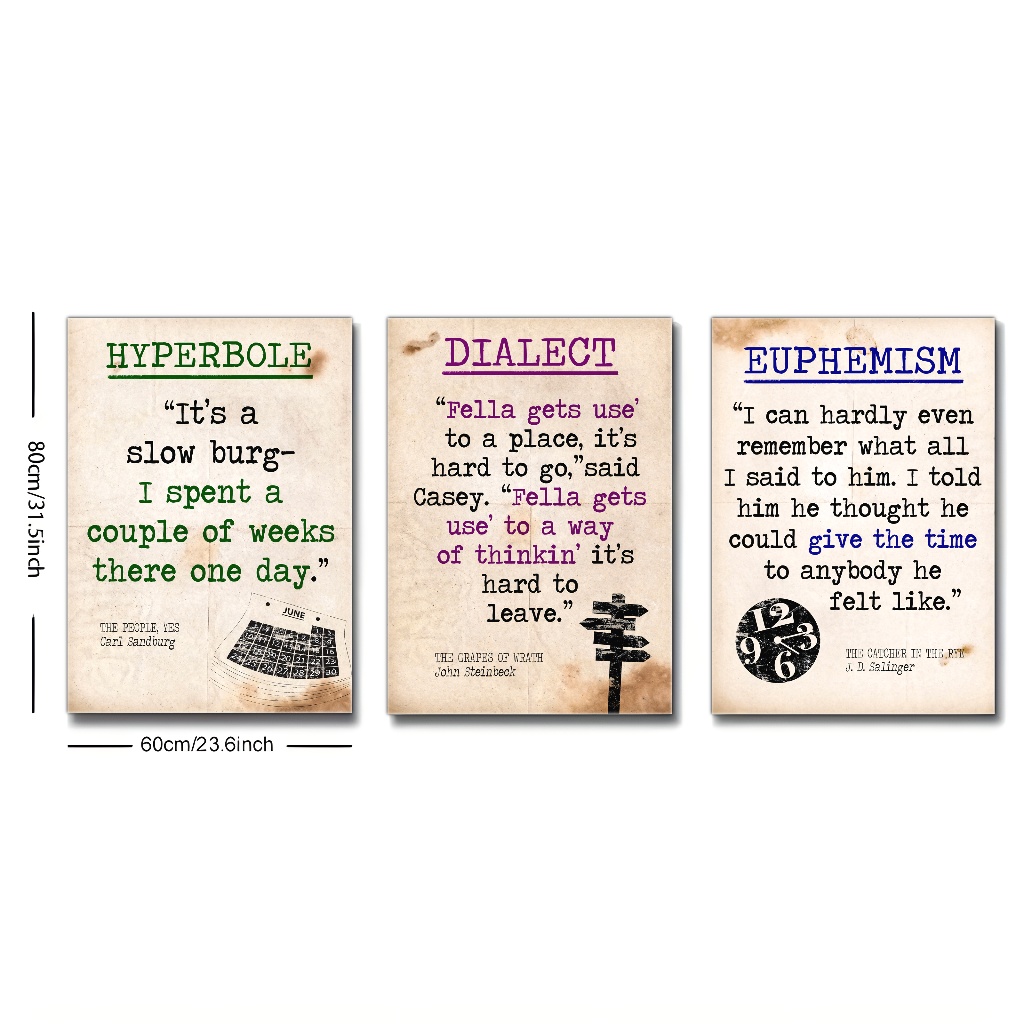 HYPERBOLE
“It’s a
slow burg-
I spent a
couple of weeks
there one day.”
THE PEOPLE, YES
Carl Sandburg
JUNE
DIALECT
“Fella gets use’
to a place, it’s
hard to go,”said
Casey. “Fella gets
use’ to a way
of thinkin’ it’s
hard to
leave.”
THE GRAPES OF WRATH
John Steinbeck
EUPHEMISM
“I can hardly even
remember what all
I said to him. I told
him he thought he
could give the time
to anybody he
felt like.”
12
3
6
9
THE CATCHER IN THE RYE
J. D. Salinger
80cm/31.5inch
60cm/23.6inch